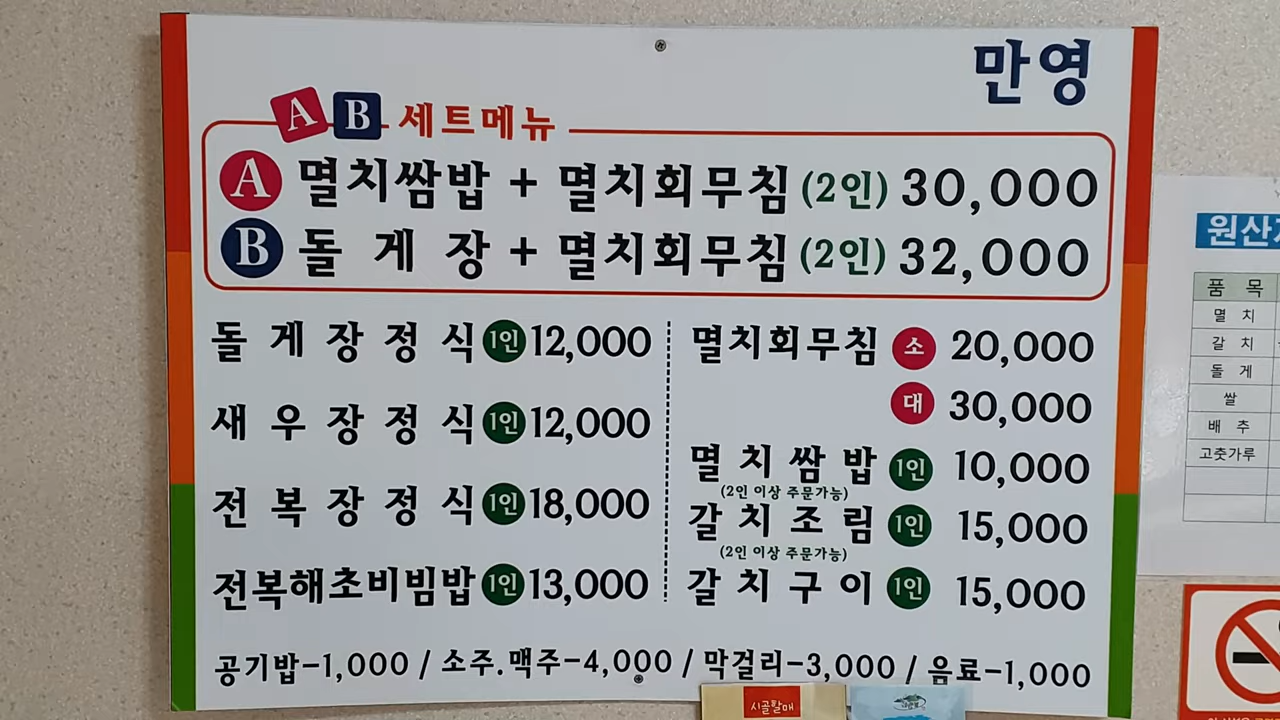 만영
A B 세트메뉴
A 멸치쌈밥 + 멸치회무침 (2인) 30,000
B 돌 게 장 + 멸치회무침 (2인) 32,000
돌 게 장 정 식 1인 12,000
새 우 장 정 식 1인 12,000
전 복 장 정 식 1인 18,000
전복해초비빔밥 1인 13,000
멸치회무침 소 20,000
대 30,000
멸 치 쌈 밥 1인 10,000
(2인 이상 주문가능)
갈 치 조 림 1인 15,000
(2인 이상 주문가능)
갈 치 구 이 1인 15,000
공기밥-1,000 / 소주.맥주-4,000 / 막걸리-3,000 / 음료-1,000
품 목
멸 치
갈 치
돌 게
쌀
배 추
고춧가루
시골할매